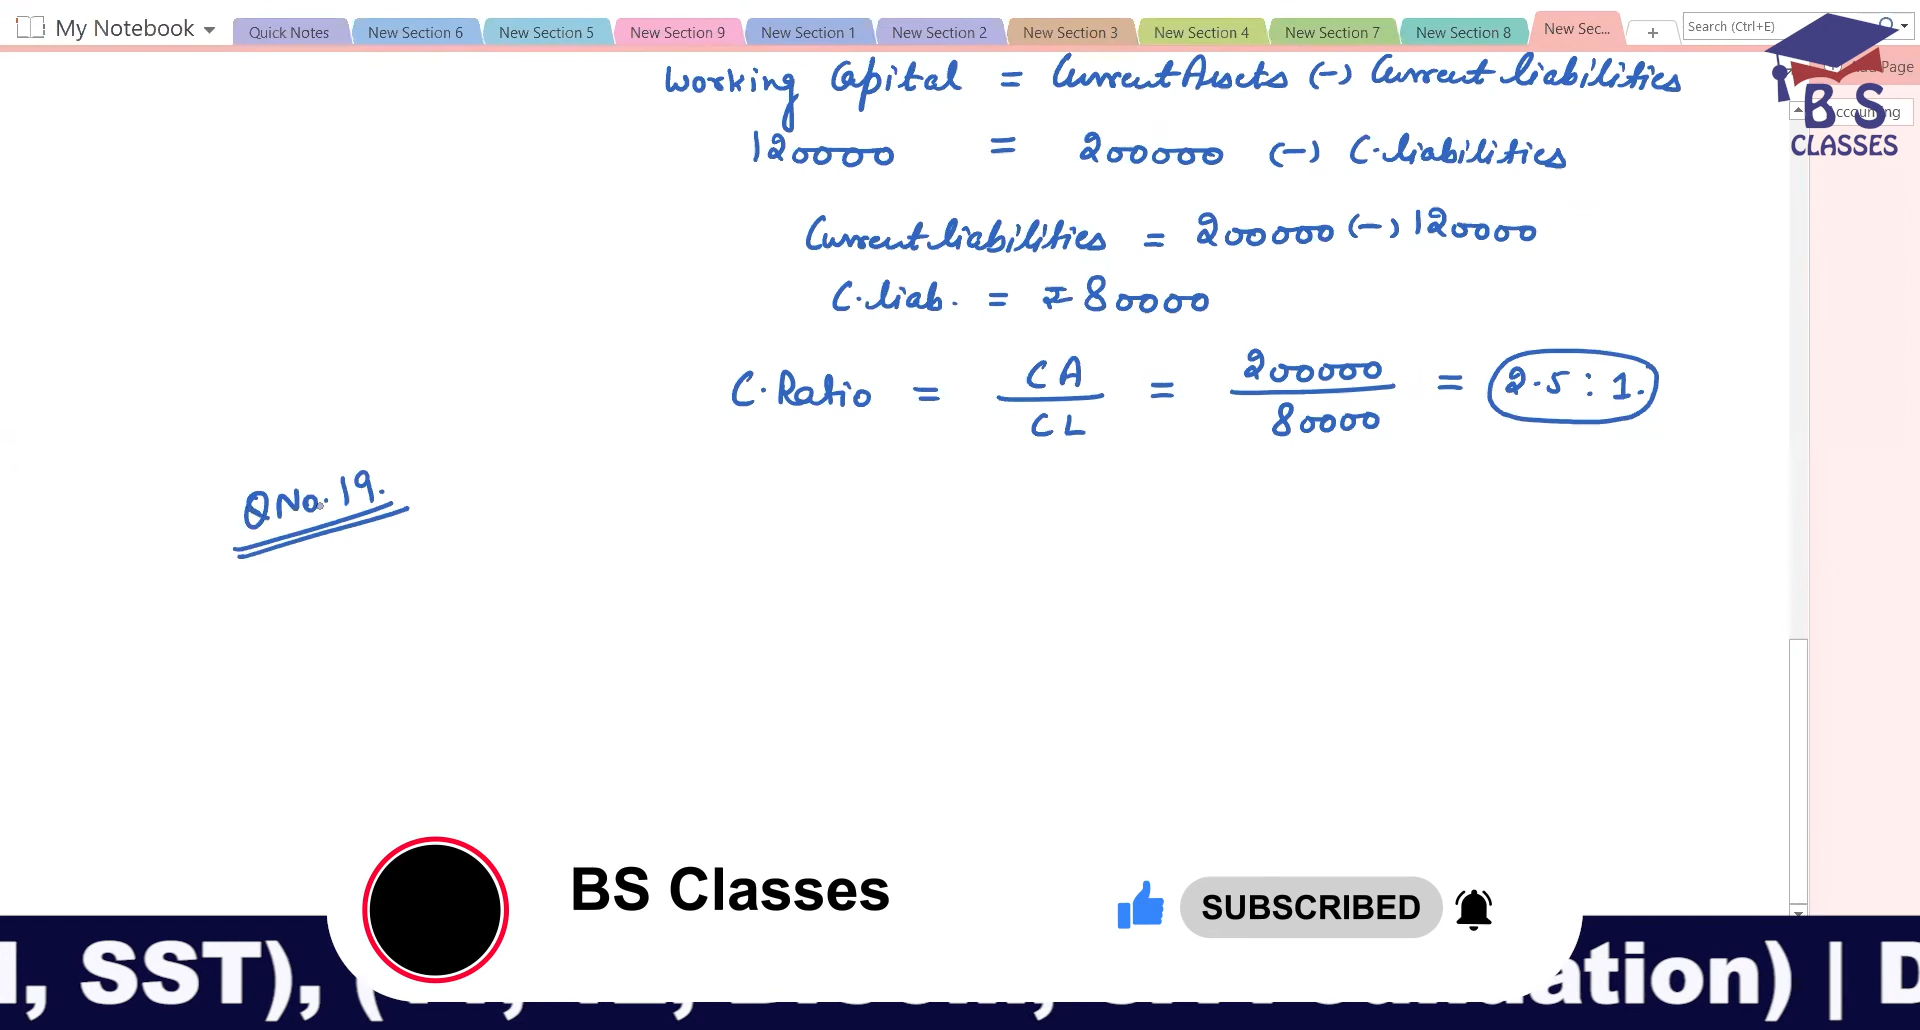 My Notebook
Quick Notes
New Section 6
New Section 5
New Section 9
New Section 1
New Section 2
New Section 3
New Section 4
New Section 7
New Section 8
New Sec...
+
Search (Ctrl+E)
Page
B S
CLASSES
Working Capital = Current Assets (-) Current liabilities
120000 = 200000 (-) C.liabilities
Current liabilities = 200000 (-) 120000
C.liab. = ₹80000
C.Ratio = CA / CL = 200000 / 80000 = 2.5 : 1.
QNo. 19.
BS Classes
SUBSCRIBED
, SST), (
ation) | D